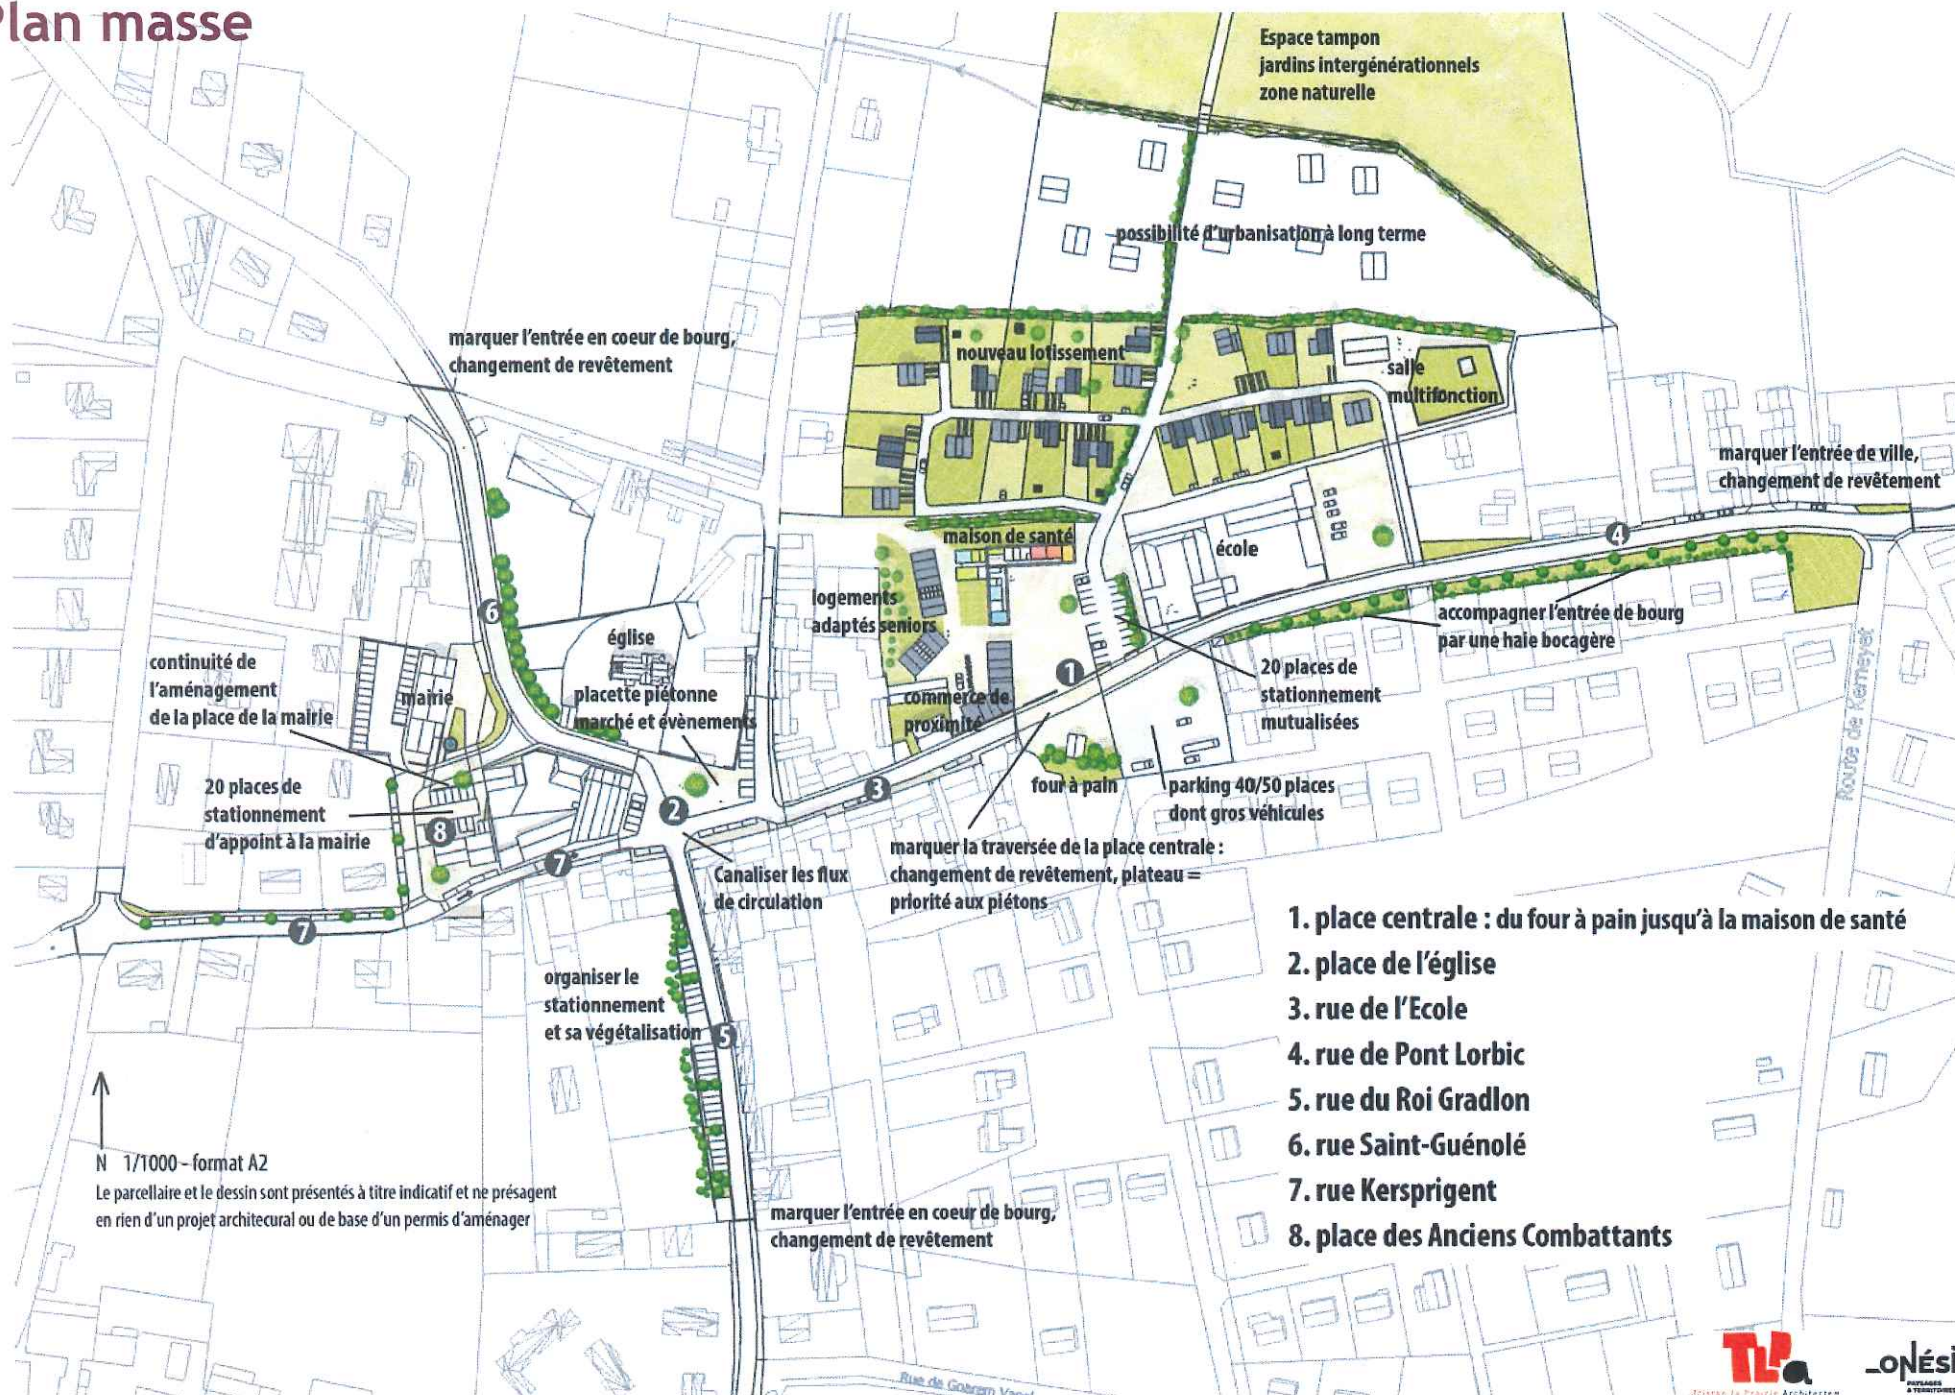 Plan masse
Espace tampon
jardins intergénérationnels
zone naturelle
possibilité d'urbanisation à long terme
marquer l'entrée en coeur de bourg,
changement de revêtement
nouveau lotissement
salle
multifonction
marquer l'entrée de ville,
changement de revêtement
4
maison de santé
école
logements
adaptés seniors
6
église
accompagner l'entrée de bourg
par une haie bocagère
continuité de
l'aménagement
de la place de la mairie
mairie
placette piétonne
marché et évènements
commerce de
proximité
1
20 places de
stationnement
mutualisées
Route de Kerneyet
20 places de
stationnement
d'appoint à la mairie
8
2
3
four à pain
parking 40/50 places
dont gros véhicules
7
Canaliser les flux
de circulation
marquer la traversée de la place centrale :
changement de revêtement, plateau =
priorité aux piétons
7
organiser le
stationnement
et sa végétalisation
5
1. place centrale : du four à pain jusqu'à la maison de santé
2. place de l'église
3. rue de l'Ecole
4. rue de Pont Lorbic
5. rue du Roi Gradlon
6. rue Saint-Guénolé
7. rue Kersprigent
8. place des Anciens Combattants
N 1/1000 - format A2
Le parcellaire et le dessin sont présentés à titre indicatif et ne présagent
en rien d'un projet architecural ou de base d'un permis d'aménager
marquer l'entrée en coeur de bourg,
changement de revêtement
Rue de Goarem
TLPa
Architecte
ONÉSI
PAYSAGES
& TERRITOIRES